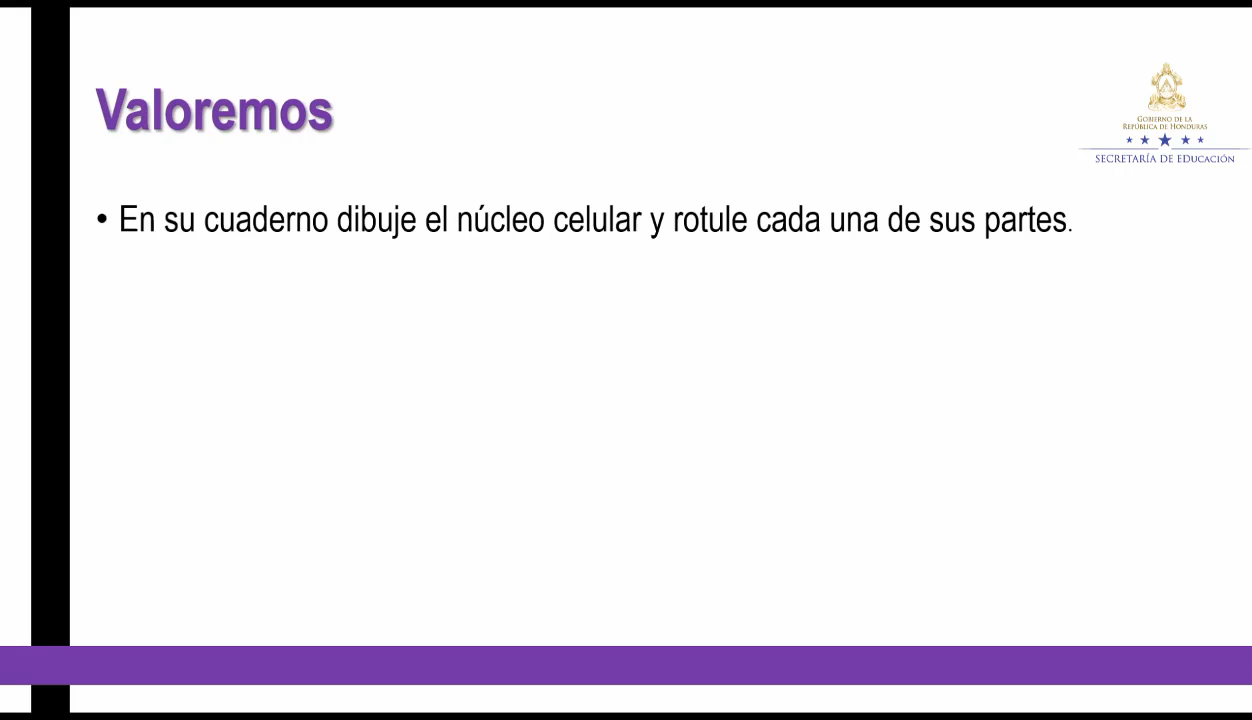 Valoremos
GOBIERNO DE LA
REPÚBLICA DE HONDURAS
SECRETARÍA DE EDUCACIÓN
• En su cuaderno dibuje el núcleo celular y rotule cada una de sus partes.